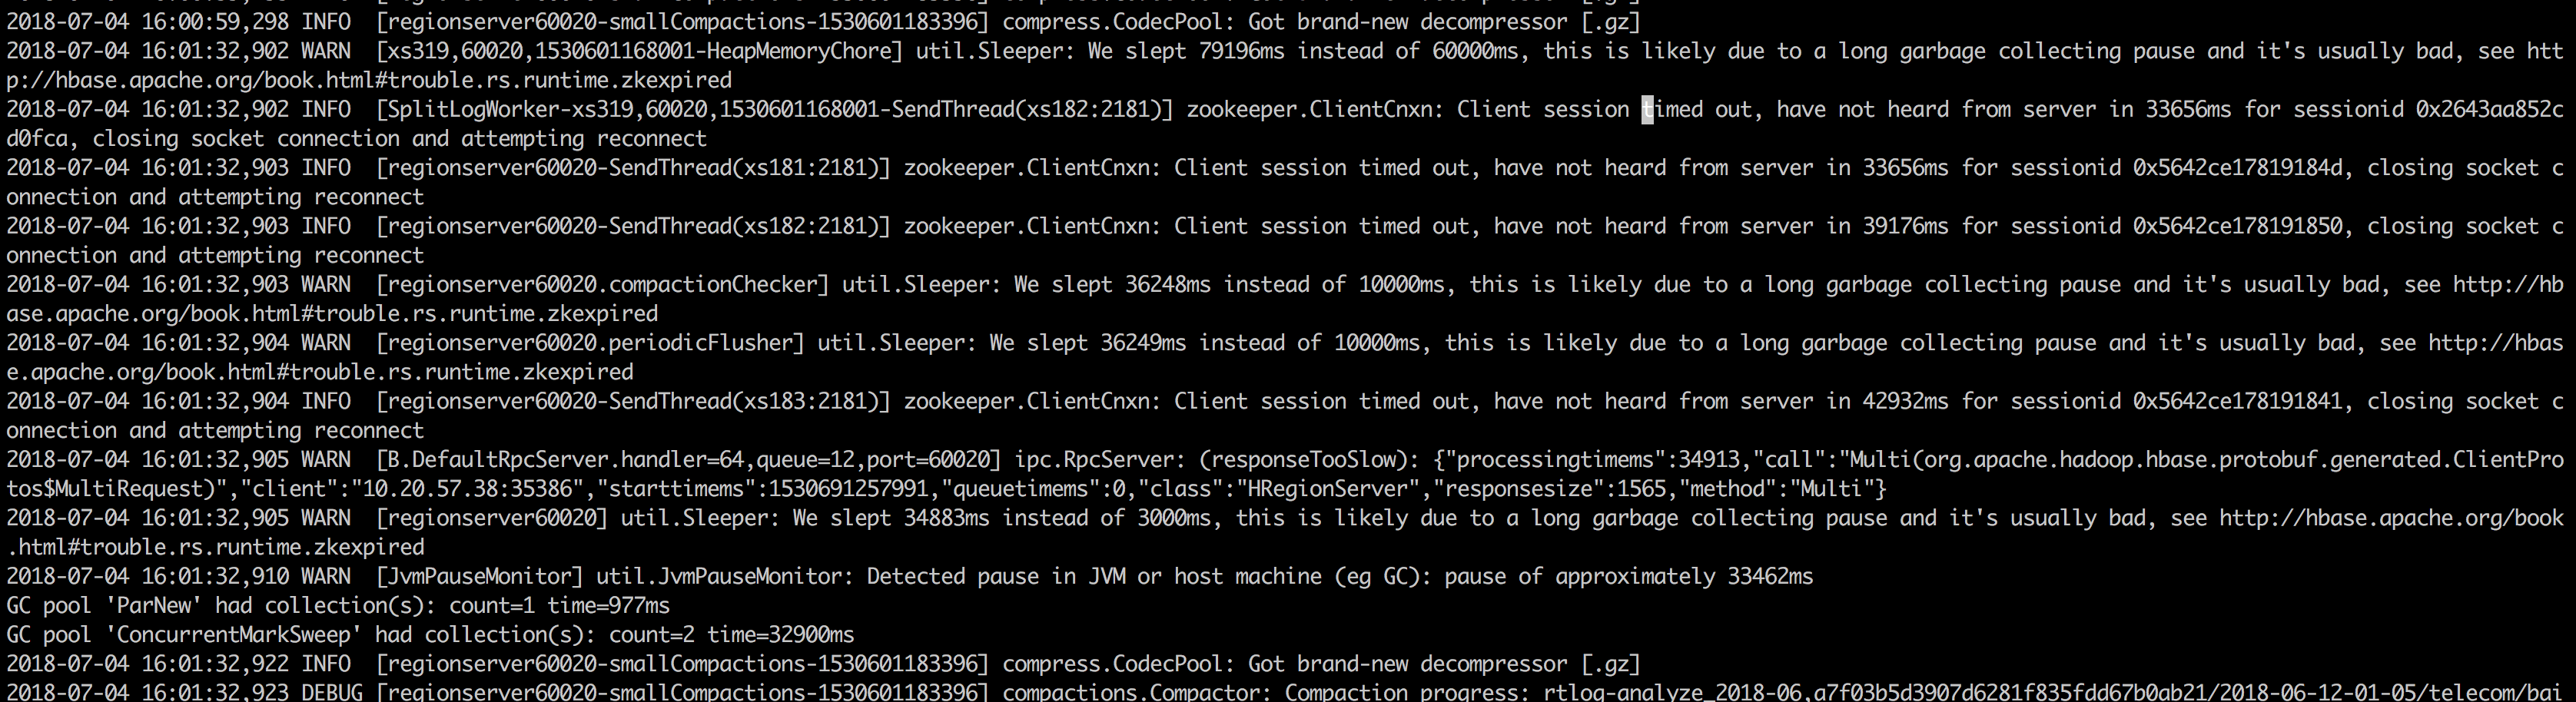 2018-07-04 16:00:59,298 INFO  [regionserver60020-smallCompactions-1530601183396] compress.CodecPool: Got brand-new decompressor [.gz]
2018-07-04 16:01:32,902 WARN  [xs319,60020,1530601168001-HeapMemoryChore] util.Sleeper: We slept 79196ms instead of 60000ms, this is likely due to a long garbage collecting pause and it's usually bad, see htt
p://hbase.apache.org/book.html#trouble.rs.runtime.zkexpired
2018-07-04 16:01:32,902 INFO  [SplitLogWorker-xs319,60020,1530601168001-SendThread(xs182:2181)] zookeeper.ClientCnxn: Client session timed out, have not heard from server in 33656ms for sessionid 0x2643aa852c
d0fca, closing socket connection and attempting reconnect
2018-07-04 16:01:32,903 INFO  [regionserver60020-SendThread(xs181:2181)] zookeeper.ClientCnxn: Client session timed out, have not heard from server in 33656ms for sessionid 0x5642ce17819184d, closing socket c
onnection and attempting reconnect
2018-07-04 16:01:32,903 INFO  [regionserver60020-SendThread(xs182:2181)] zookeeper.ClientCnxn: Client session timed out, have not heard from server in 39176ms for sessionid 0x5642ce178191850, closing socket c
onnection and attempting reconnect
2018-07-04 16:01:32,903 WARN  [regionserver60020.compactionChecker] util.Sleeper: We slept 36248ms instead of 10000ms, this is likely due to a long garbage collecting pause and it's usually bad, see http://hb
ase.apache.org/book.html#trouble.rs.runtime.zkexpired
2018-07-04 16:01:32,904 WARN  [regionserver60020.periodicFlusher] util.Sleeper: We slept 36249ms instead of 10000ms, this is likely due to a long garbage collecting pause and it's usually bad, see http://hbas
e.apache.org/book.html#trouble.rs.runtime.zkexpired
2018-07-04 16:01:32,904 INFO  [regionserver60020-SendThread(xs183:2181)] zookeeper.ClientCnxn: Client session timed out, have not heard from server in 42932ms for sessionid 0x5642ce178191841, closing socket c
onnection and attempting reconnect
2018-07-04 16:01:32,905 WARN  [B.DefaultRpcServer.handler=64,queue=12,port=60020] ipc.RpcServer: (responseTooSlow): {"processingtimems":34913,"call":"Multi(org.apache.hadoop.hbase.protobuf.generated.ClientPro
tos$MultiRequest)","client":"10.20.57.38:35386","starttimems":1530691257991,"queuetimems":0,"class":"HRegionServer","responsesize":1565,"method":"Multi"}
2018-07-04 16:01:32,905 WARN  [regionserver60020] util.Sleeper: We slept 34883ms instead of 3000ms, this is likely due to a long garbage collecting pause and it's usually bad, see http://hbase.apache.org/book
.html#trouble.rs.runtime.zkexpired
2018-07-04 16:01:32,910 WARN  [JvmPauseMonitor] util.JvmPauseMonitor: Detected pause in JVM or host machine (eg GC): pause of approximately 33462ms
GC pool 'ParNew' had collection(s): count=1 time=977ms
GC pool 'ConcurrentMarkSweep' had collection(s): count=2 time=32900ms
2018-07-04 16:01:32,922 INFO  [regionserver60020-smallCompactions-1530601183396] compress.CodecPool: Got brand-new decompressor [.gz]
2018-07-04 16:01:32,923 DEBUG [regionserver60020-smallCompactions-1530601183396] compactions.Compactor: Compaction progress: rtlog-analyze_2018-06,a7f03b5d3907d6281f835fdd67b0ab21/2018-06-12-01-05/telecom/bai